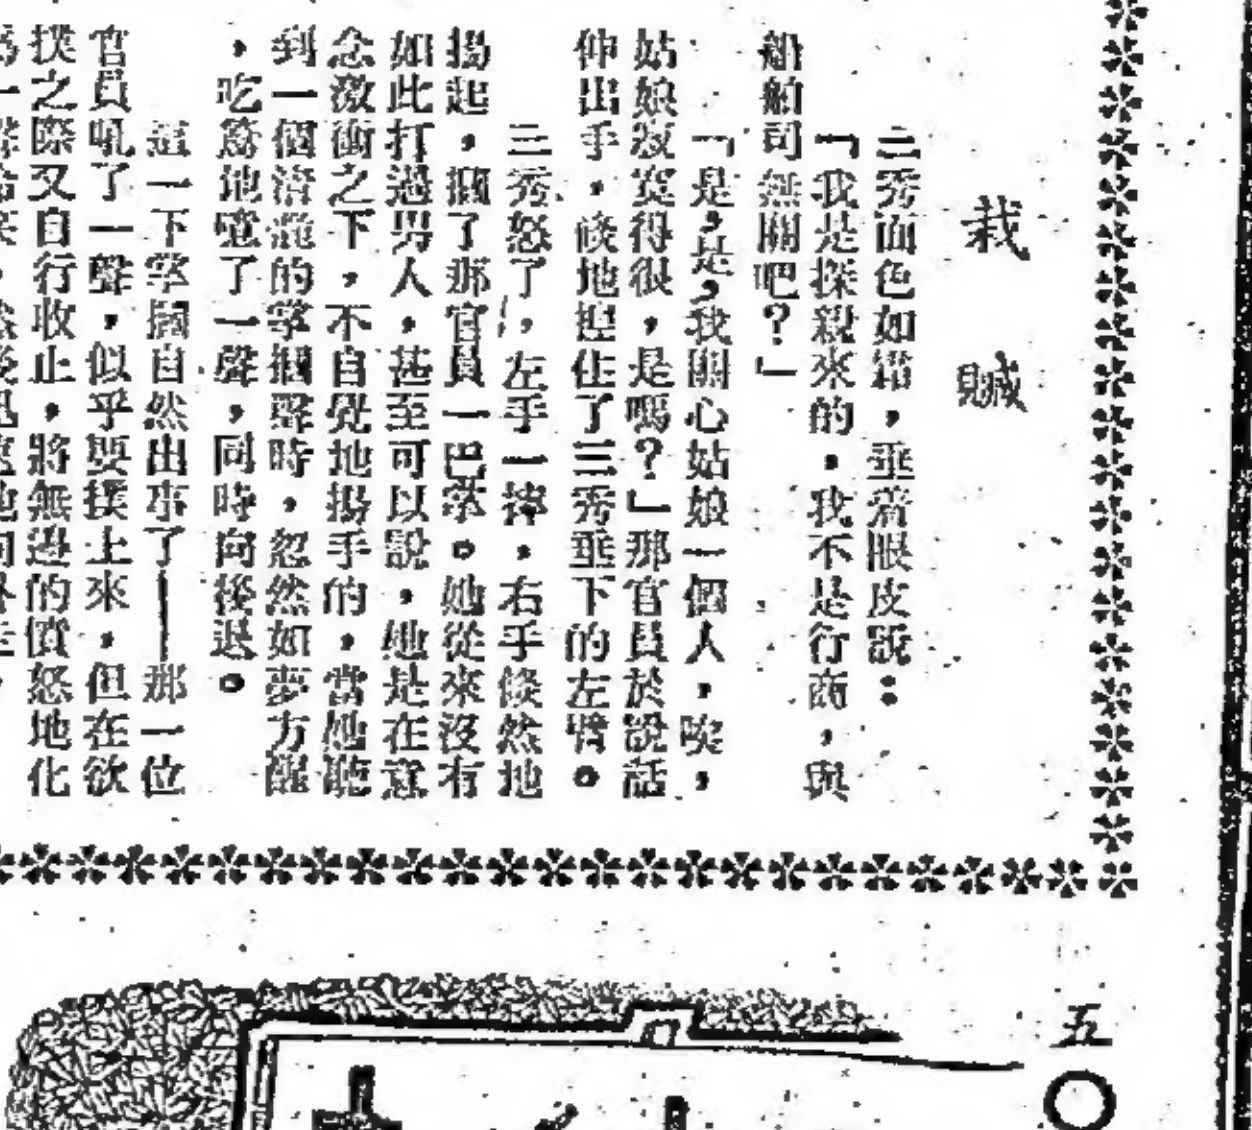 栽贓
三秀面色如霜，垂着眼皮說：
「我是探親來的，我不是行商，與
船舶司無關吧？」
「是，是，我關心姑娘一個人，唉，
姑娘寂寞得很，是嗎？」那官員於說話
伸出手，倏地捏住了三秀垂下的左臂。
三秀怒了，左手一摔，右手倏然地
揚起，摑了那官員一巴掌。她從來沒有
如此打過男人，甚至可以說，她是在意
念激衝之下，不自覺地揚手的，當她聽
到一個清脆的掌摑聲時，忽然如夢方醒
，吃驚地噫了一聲，同時向後退。
這一下掌摑自然出事了——那一位
官員吼了一聲，似乎要撲上來，但在欲
撲之際又自行收止，將無邊的憤怒地化
五〇